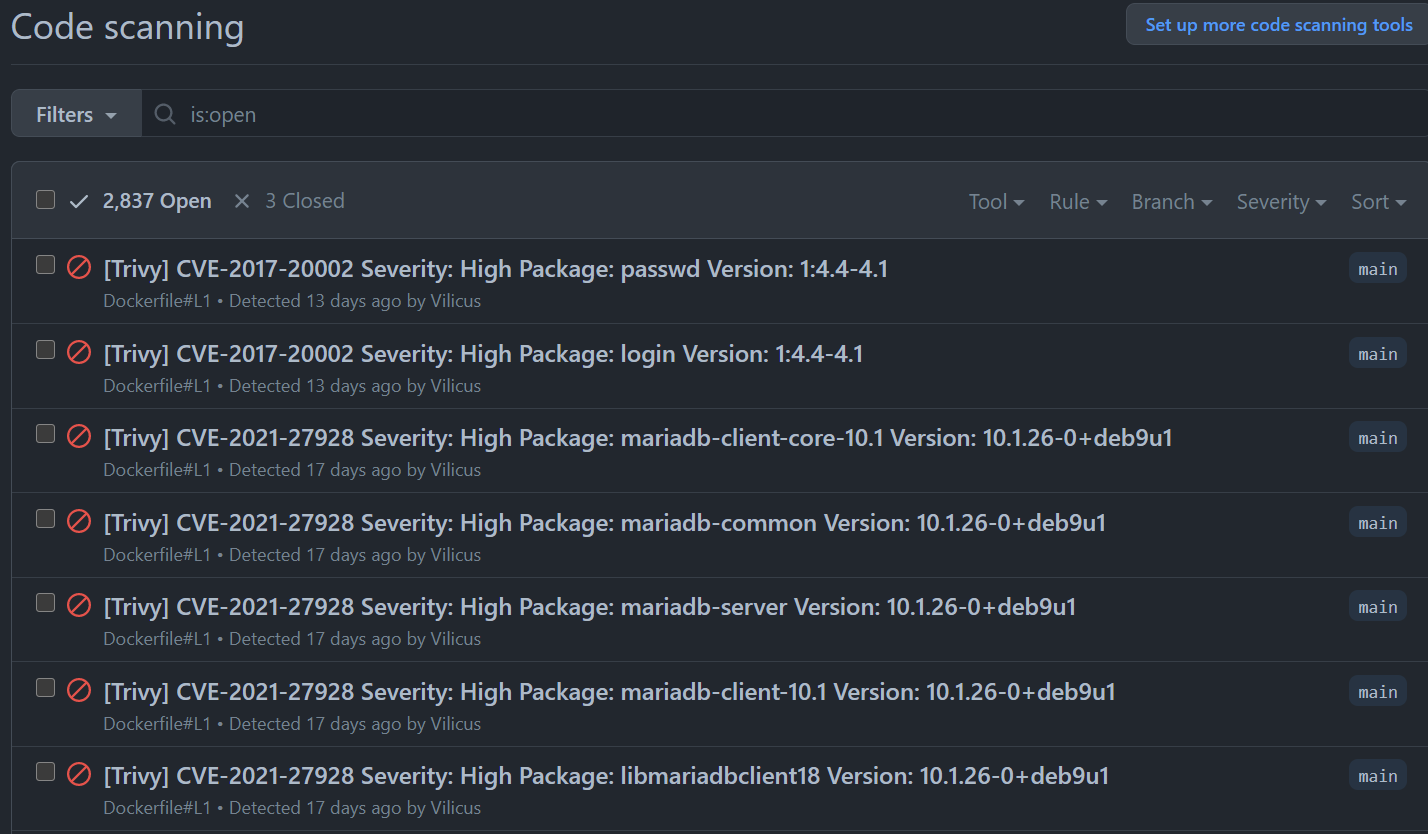 Code scanning
Set up more code scanning tools
Filters
is:open
2,837 Open 3 Closed
Tool Rule Branch Severity Sort
[Trivy] CVE-2017-20002 Severity: High Package: passwd Version: 1:4.4-4.1
main
Dockerfile#L1 • Detected 13 days ago by Vilicus
[Trivy] CVE-2017-20002 Severity: High Package: login Version: 1:4.4-4.1
main
Dockerfile#L1 • Detected 13 days ago by Vilicus
[Trivy] CVE-2021-27928 Severity: High Package: mariadb-client-core-10.1 Version: 10.1.26-0+deb9u1
main
Dockerfile#L1 • Detected 17 days ago by Vilicus
[Trivy] CVE-2021-27928 Severity: High Package: mariadb-common Version: 10.1.26-0+deb9u1
main
Dockerfile#L1 • Detected 17 days ago by Vilicus
[Trivy] CVE-2021-27928 Severity: High Package: mariadb-server Version: 10.1.26-0+deb9u1
main
Dockerfile#L1 • Detected 17 days ago by Vilicus
[Trivy] CVE-2021-27928 Severity: High Package: mariadb-client-10.1 Version: 10.1.26-0+deb9u1
main
Dockerfile#L1 • Detected 17 days ago by Vilicus
[Trivy] CVE-2021-27928 Severity: High Package: libmariadbclient18 Version: 10.1.26-0+deb9u1
main
Dockerfile#L1 • Detected 17 days ago by Vilicus